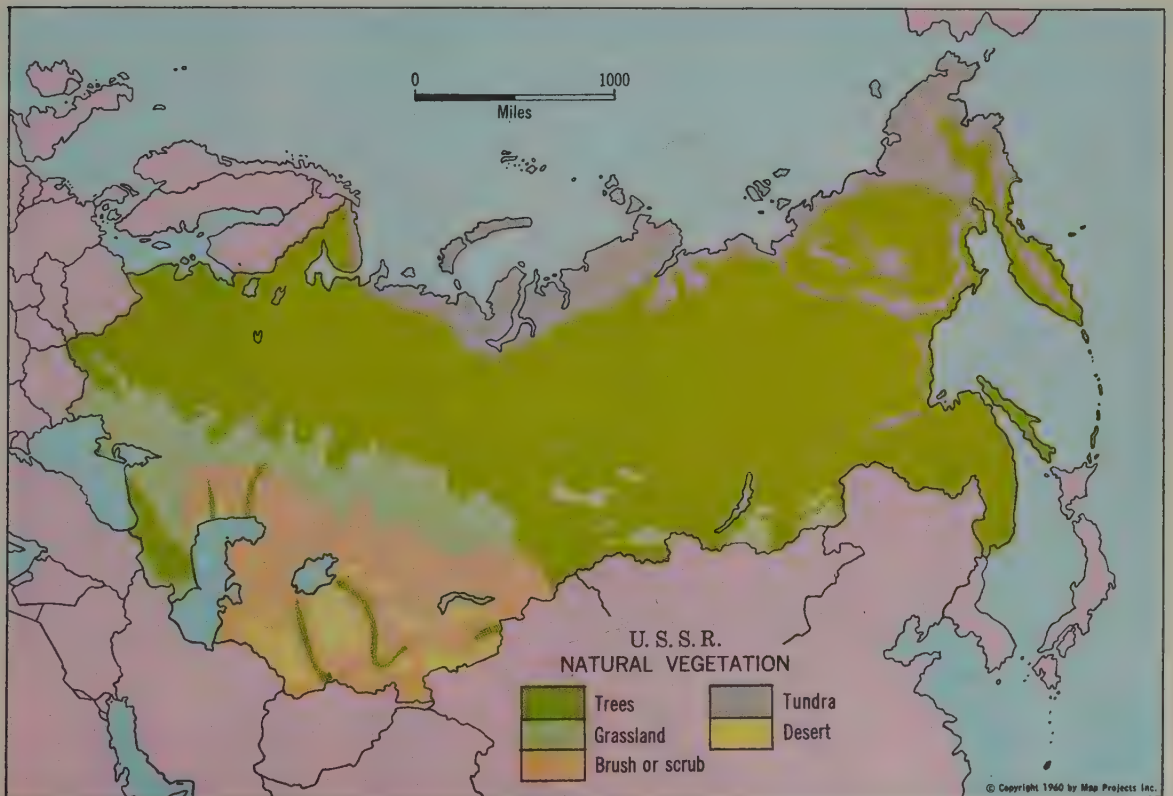 0 1000
Miles
U.S.S.R.
NATURAL VEGETATION
Trees
Grassland
Brush or scrub
Tundra
Desert
© Copyright 1960 by Map Projects Inc.